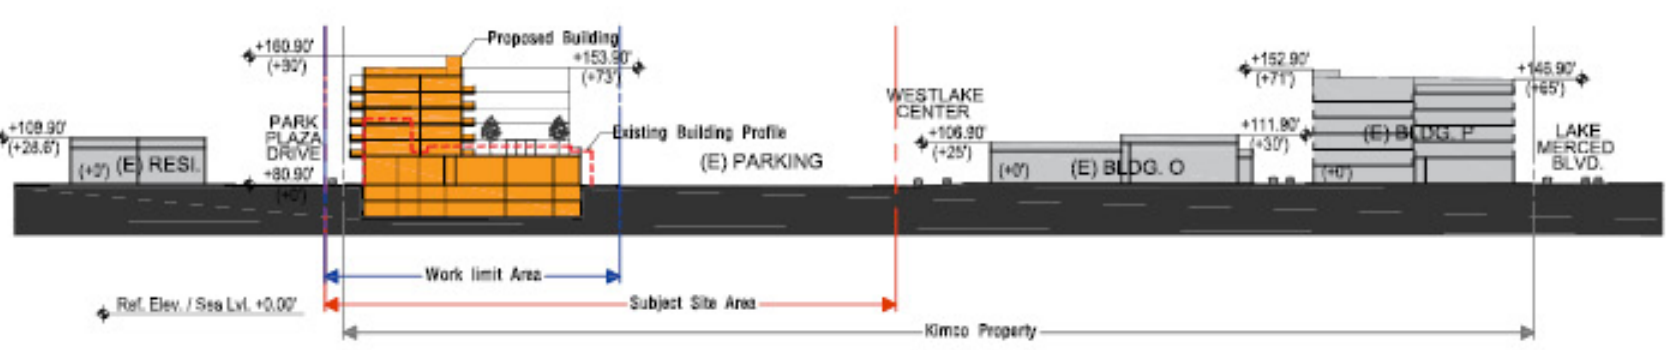 Proposed Building
+160.90'
(+80')
+153.90'
(+73')
+152.90'
(+71')
+146.90'
(+65')
WESTLAKE
CENTER
+109.90'
(+28.6')
PARK
PLAZA
DRIVE
Existing Building Profile
+106.90'
(+25')
+111.90'
(+30')
(E) BLDG. P
LAKE
MERCED
BLVD.
(+0') (E) RESI.
(E) PARKING
(+0') (E) BLDG. O
(+0')
+80.90'
(+0')
Work limit Area
Ref. Elev. / Sea Lvl. +0.00'
Subject Site Area
Kimco Property